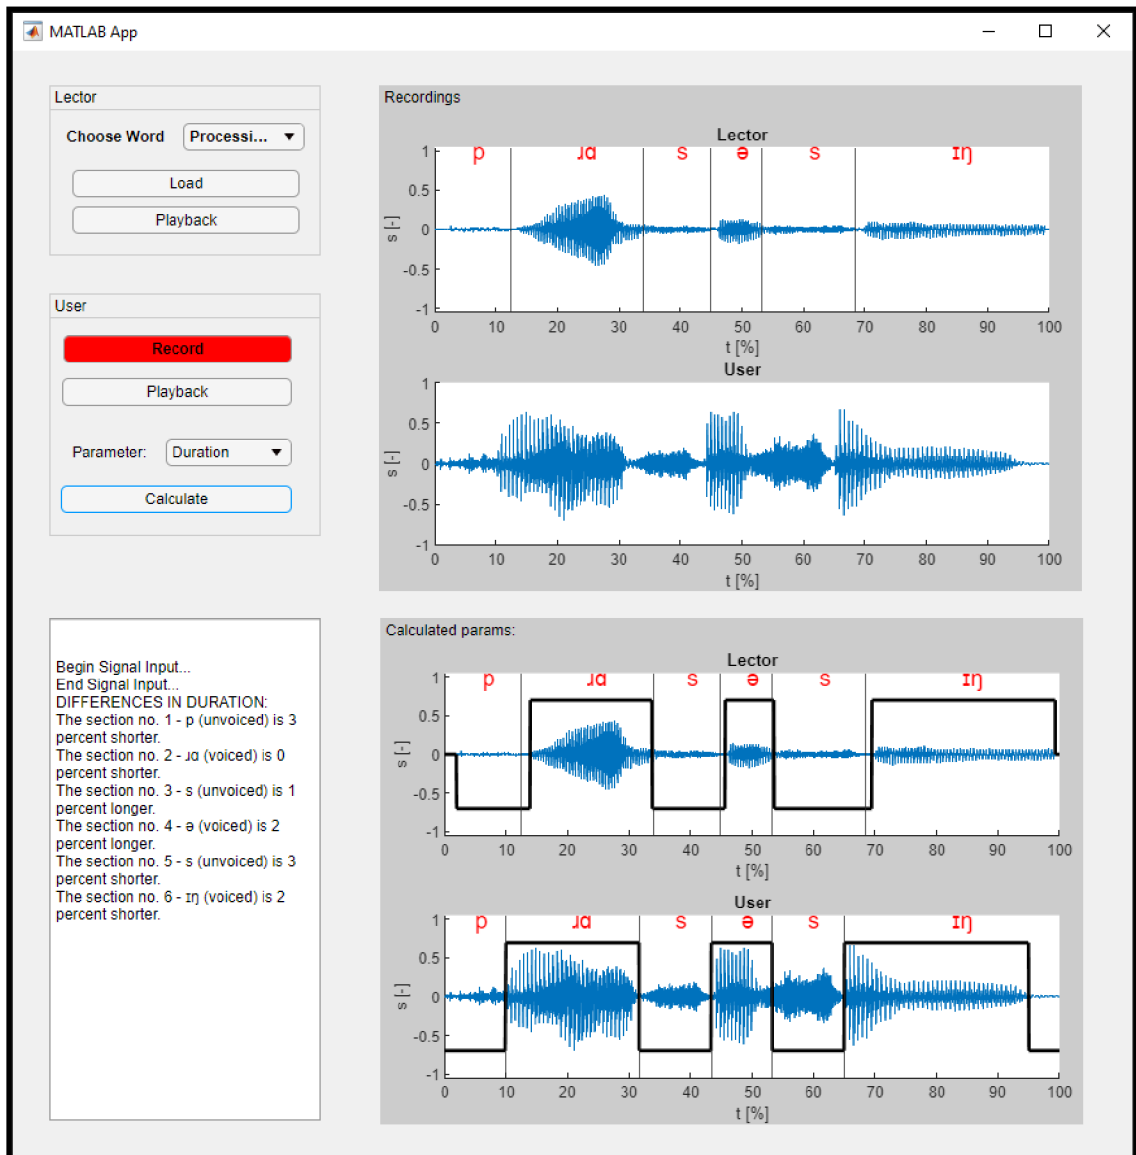 MATLAB App
Lector
Choose Word Processi...
Load
Playback
User
Record
Playback
Parameter: Duration
Calculate
Begin Signal Input...
End Signal Input...
DIFFERENCES IN DURATION:
The section no. 1 - p (unvoiced) is 3
percent shorter.
The section no. 2 - ɹɑ (voiced) is 0
percent shorter.
The section no. 3 - s (unvoiced) is 1
percent longer.
The section no. 4 - ə (voiced) is 2
percent longer.
The section no. 5 - s (unvoiced) is 3
percent shorter.
The section no. 6 - ɪŋ (voiced) is 2
percent shorter.
Recordings
Lector
p ɹɑ s ə s ɪŋ
1
0.5
0
-0.5
-1
s [-]
0 10 20 30 40 50 60 70 80 90 100
t [%]
User
1
0.5
0
-0.5
-1
s [-]
0 10 20 30 40 50 60 70 80 90 100
t [%]
Calculated params:
Lector
p ɹɑ s ə s ɪŋ
1
0.5
0
-0.5
-1
s [-]
0 10 20 30 40 50 60 70 80 90 100
t [%]
User
p ɹɑ s ə s ɪŋ
1
0.5
0
-0.5
-1
s [-]
0 10 20 30 40 50 60 70 80 90 100
t [%]